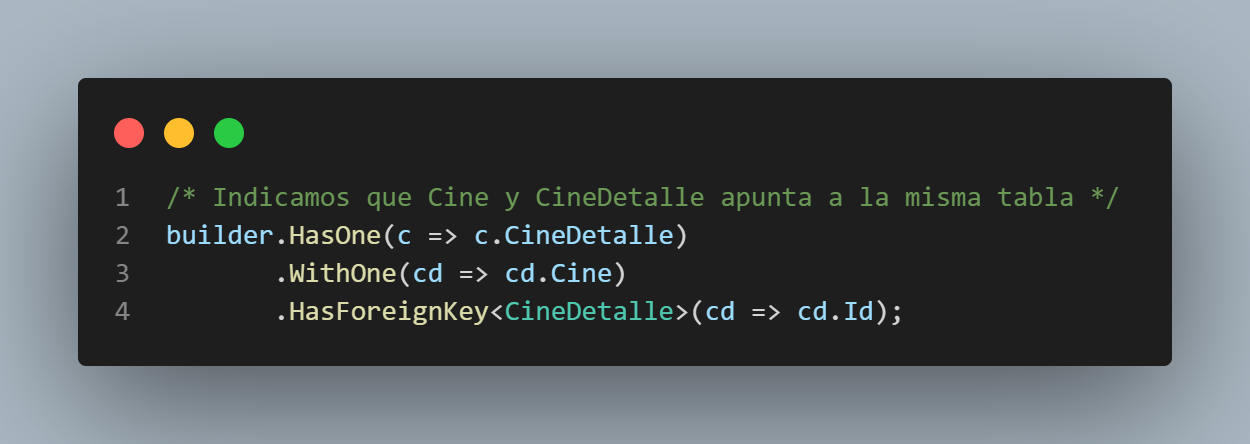 1 /* Indicamos que Cine y CineDetalle apunta a la misma tabla */
2 builder.HasOne(c => c.CineDetalle)
3 .WithOne(cd => cd.Cine)
4 .HasForeignKey<CineDetalle>(cd => cd.Id);